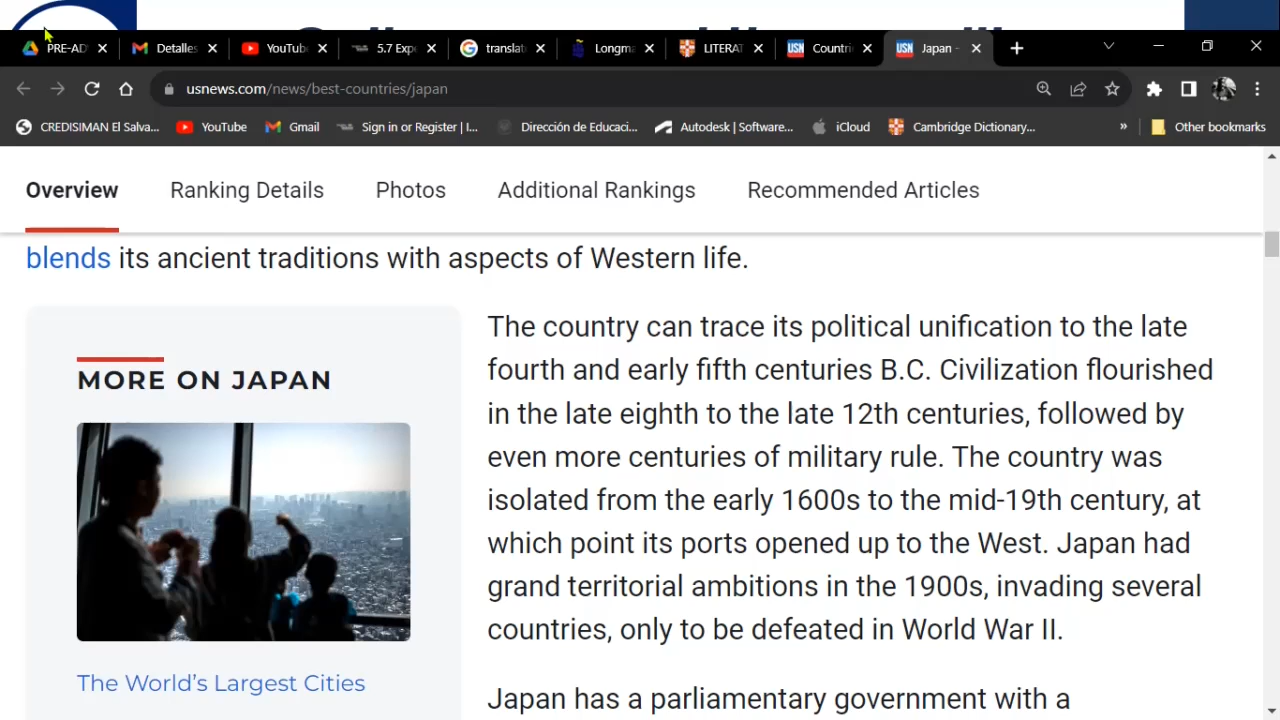 PRE-AD
Detalles
YouTub
5.7 Exp
translat
Longm
LITERA
Countri
Japan -
usnews.com/news/best-countries/japan
CREDISIMAN El Salva...
YouTube
Gmail
Sign in or Register | I...
Dirección de Educaci...
Autodesk | Software...
iCloud
Cambridge Dictionary...
»
Other bookmarks
Overview
Ranking Details
Photos
Additional Rankings
Recommended Articles
blends its ancient traditions with aspects of Western life.
MORE ON JAPAN
The World's Largest Cities
The country can trace its political unification to the late
fourth and early fifth centuries B.C. Civilization flourished
in the late eighth to the late 12th centuries, followed by
even more centuries of military rule. The country was
isolated from the early 1600s to the mid-19th century, at
which point its ports opened up to the West. Japan had
grand territorial ambitions in the 1900s, invading several
countries, only to be defeated in World War II.
Japan has a parliamentary government with a